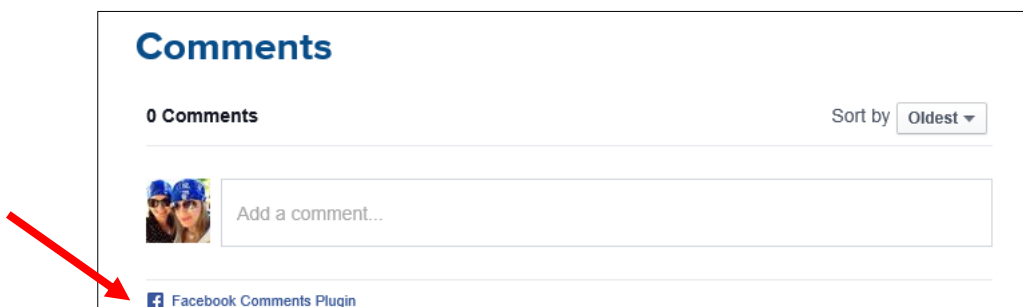 Comments
0 Comments Sort by Oldest
Add a comment...
Facebook Comments Plugin